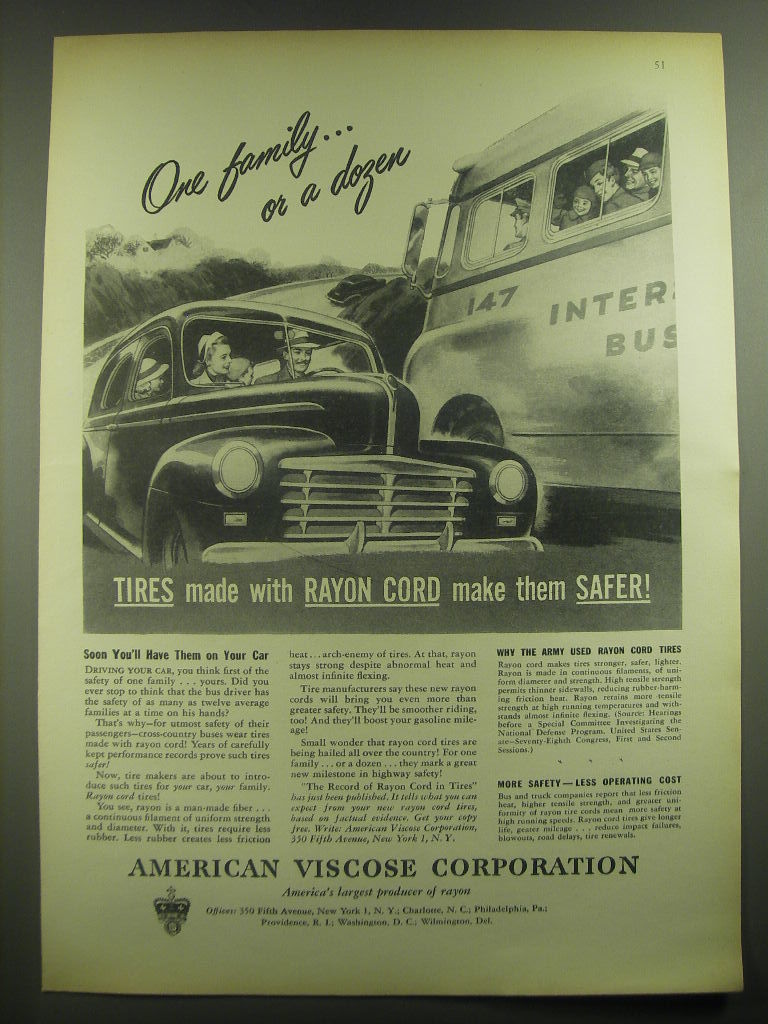 51
One family...
or a dozen
147 INTER
BUS
TIRES made with RAYON CORD make them SAFER!
Soon You'll Have Them on Your Car
DRIVING YOUR CAR, you think first of the
safety of one family . . . yours. Did you
ever stop to think that the bus driver has
the safety of as many as twelve average
families at a time on his hands?
That's why—for utmost safety of their
passengers—cross-country buses wear tires
made with rayon cord! Years of carefully
kept performance records prove such tires
safer!
Now, tire makers are about to intro-
duce such tires for your car, your family.
Rayon cord tires!
You see, rayon is a man-made fiber . . .
a continuous filament of uniform strength
and diameter. With it, tires require less
rubber. Less rubber creates less friction
heat . . . arch-enemy of tires. At that, rayon
stays strong despite abnormal heat and
almost infinite flexing.
Tire manufacturers say these new rayon
cords will bring you even more than
greater safety. They'll be smoother riding,
too! And they'll boost your gasoline mile-
age!
Small wonder that rayon cord tires are
being hailed all over the country! For one
family . . . or a dozen . . . they mark a great
new milestone in highway safety!
"The Record of Rayon Cord in Tires"
has just been published. It tells what you can
expect from your new rayon cord tires,
based on factual evidence. Get your copy
free. Write: American Viscose Corporation,
350 Fifth Avenue, New York 1, N. Y.
WHY THE ARMY USED RAYON CORD TIRES
Rayon cord makes tires stronger, safer, lighter.
Rayon is made in continuous filaments, of uni-
form diameter and strength. High tensile strength
permits thinner sidewalls, reducing rubber-harm-
ing friction heat. Rayon retains more tensile
strength at high running temperatures and with-
stands almost infinite flexing. (Source: Hearings
before a Special Committee Investigating the
National Defense Program, United States Sen-
ate—Seventy-Eighth Congress, First and Second
Sessions.)
MORE SAFETY—LESS OPERATING COST
Bus and truck companies report that less friction
heat, higher tensile strength, and greater uni-
formity of rayon tire cords mean more safety at
high running speeds. Rayon cord tires give longer
life, greater mileage . . . reduce impact failures,
blowouts, road delays, tire renewals.
AMERICAN VISCOSE CORPORATION
America's largest producer of rayon
Offices: 350 Fifth Avenue, New York 1, N. Y.; Charlotte, N. C.; Philadelphia, Pa.;
Providence, R. I.; Washington, D. C.; Wilmington, Del.